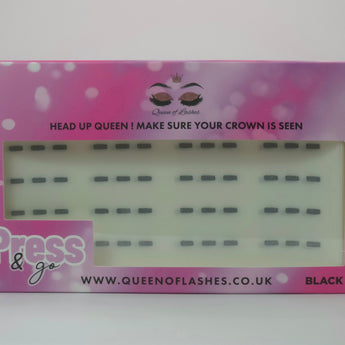 Queen of Lashes
HEAD UP QUEEN ! MAKE SURE YOUR CROWN IS SEEN
Press
& go
WWW.QUEENOFLASHES.CO.UK
BLACK